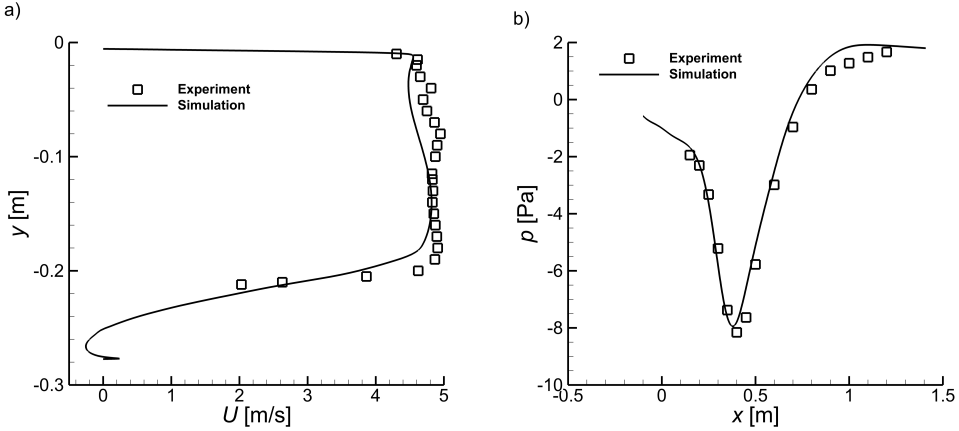 a)
0
-0.1
-0.2
-0.3
y [m]
Experiment
Simulation
0 1 2 3 4 5
U [m/s]
b)
2
0
-2
-4
-6
-8
-10
p [Pa]
Experiment
Simulation
-0.5 0 0.5 1 1.5
x [m]